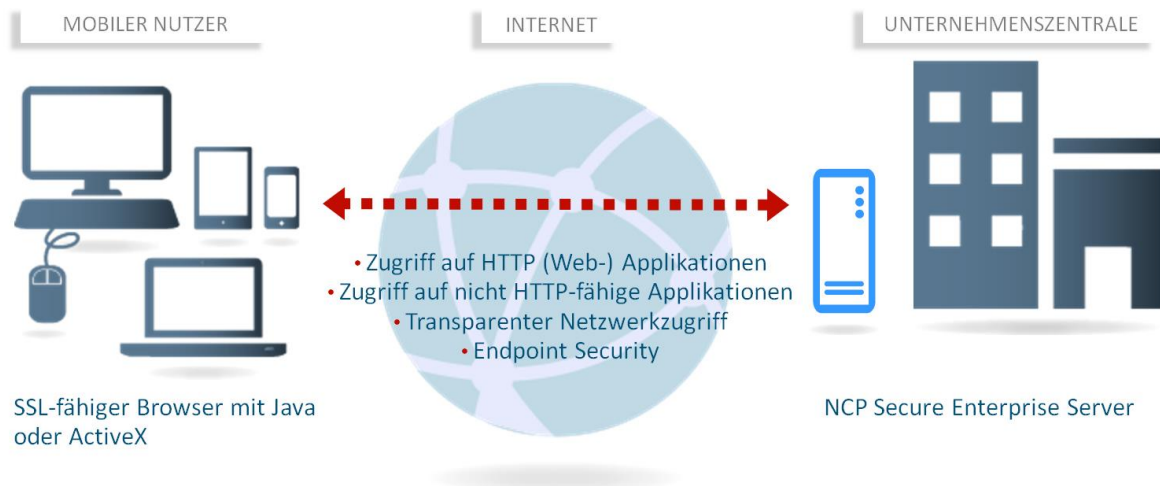 MOBILER NUTZER
INTERNET
UNTERNEHMENSZENTRALE
• Zugriff auf HTTP (Web-) Applikationen
• Zugriff auf nicht HTTP-fähige Applikationen
• Transparenter Netzwerkzugriff
• Endpoint Security
SSL-fähiger Browser mit Java
oder ActiveX
NCP Secure Enterprise Server